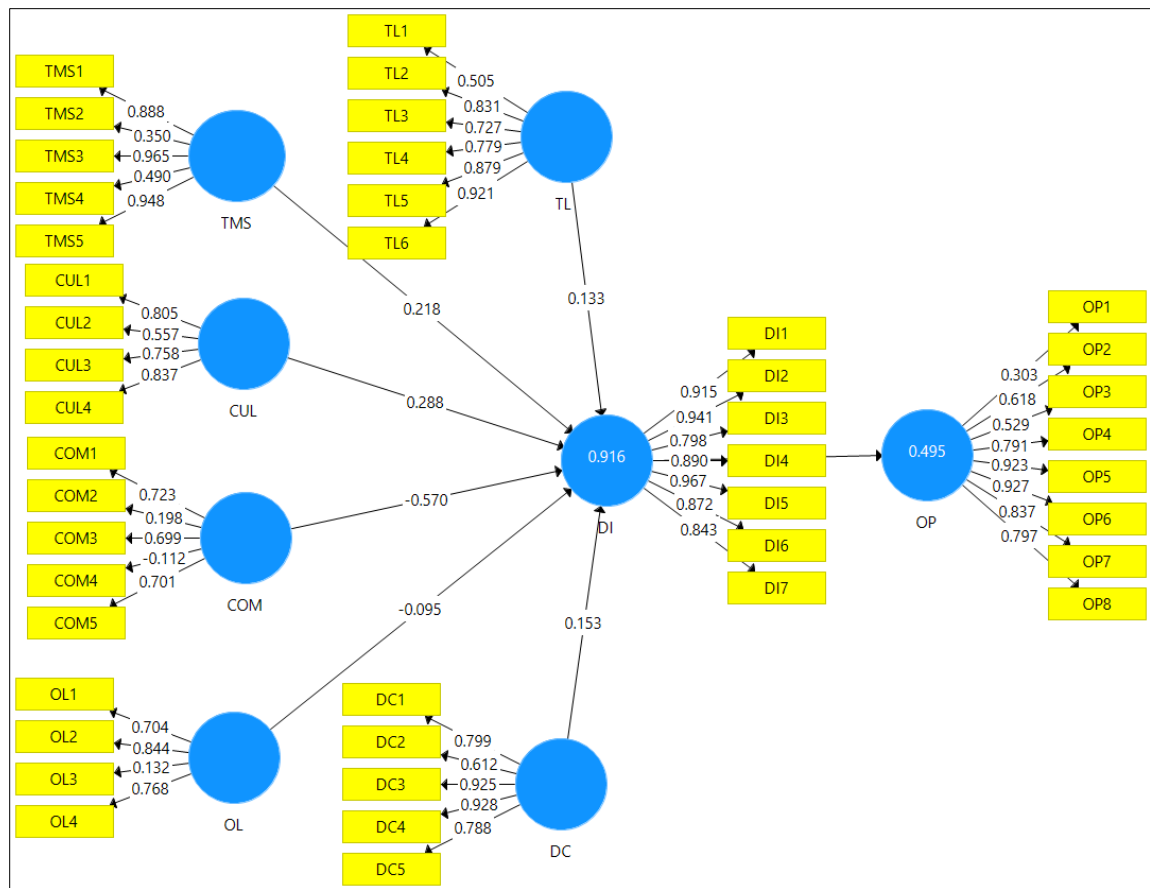 TMS1
TMS2
TMS3
TMS4
TMS5
0.888
0.350
0.965
0.490
0.948
TMS
TL1
TL2
TL3
TL4
TL5
TL6
0.505
0.831
0.727
0.779
0.879
0.921
TL
CUL1
CUL2
CUL3
CUL4
0.805
0.557
0.758
0.837
CUL
COM1
COM2
COM3
COM4
COM5
0.723
0.198
0.699
-0.112
0.701
COM
OL1
OL2
OL3
OL4
0.704
0.844
0.132
0.768
OL
DC1
DC2
DC3
DC4
DC5
0.799
0.612
0.925
0.928
0.788
DC
0.218
0.133
0.288
-0.570
-0.095
0.153
0.916
DI
0.915
0.941
0.798
0.890
0.967
0.872
0.843
DI1
DI2
DI3
DI4
DI5
DI6
DI7
0.495
OP
0.303
0.618
0.529
0.791
0.923
0.927
0.837
0.797
OP1
OP2
OP3
OP4
OP5
OP6
OP7
OP8